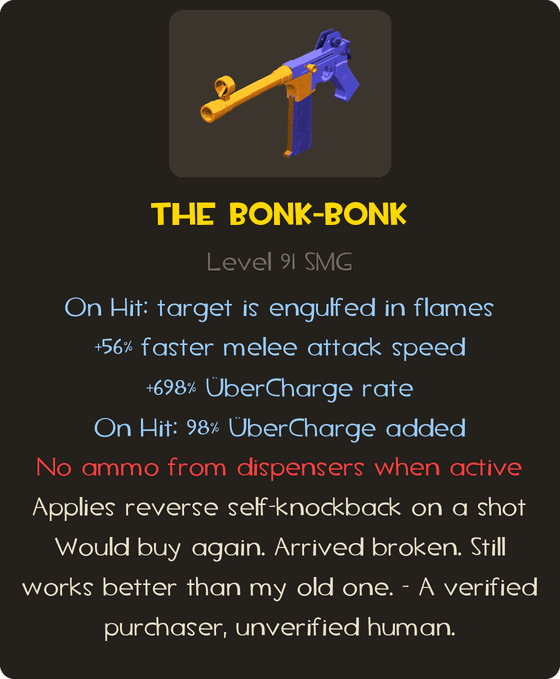 THE BONK-BONK
Level 91 SMG
On Hit: target is engulfed in flames
+56% faster melee attack speed
+698% ÜberCharge rate
On Hit: 98% ÜberCharge added
No ammo from dispensers when active
Applies reverse self-knockback on a shot
Would buy again. Arrived broken. Still
works better than my old one. - A verified
purchaser, unverified human.